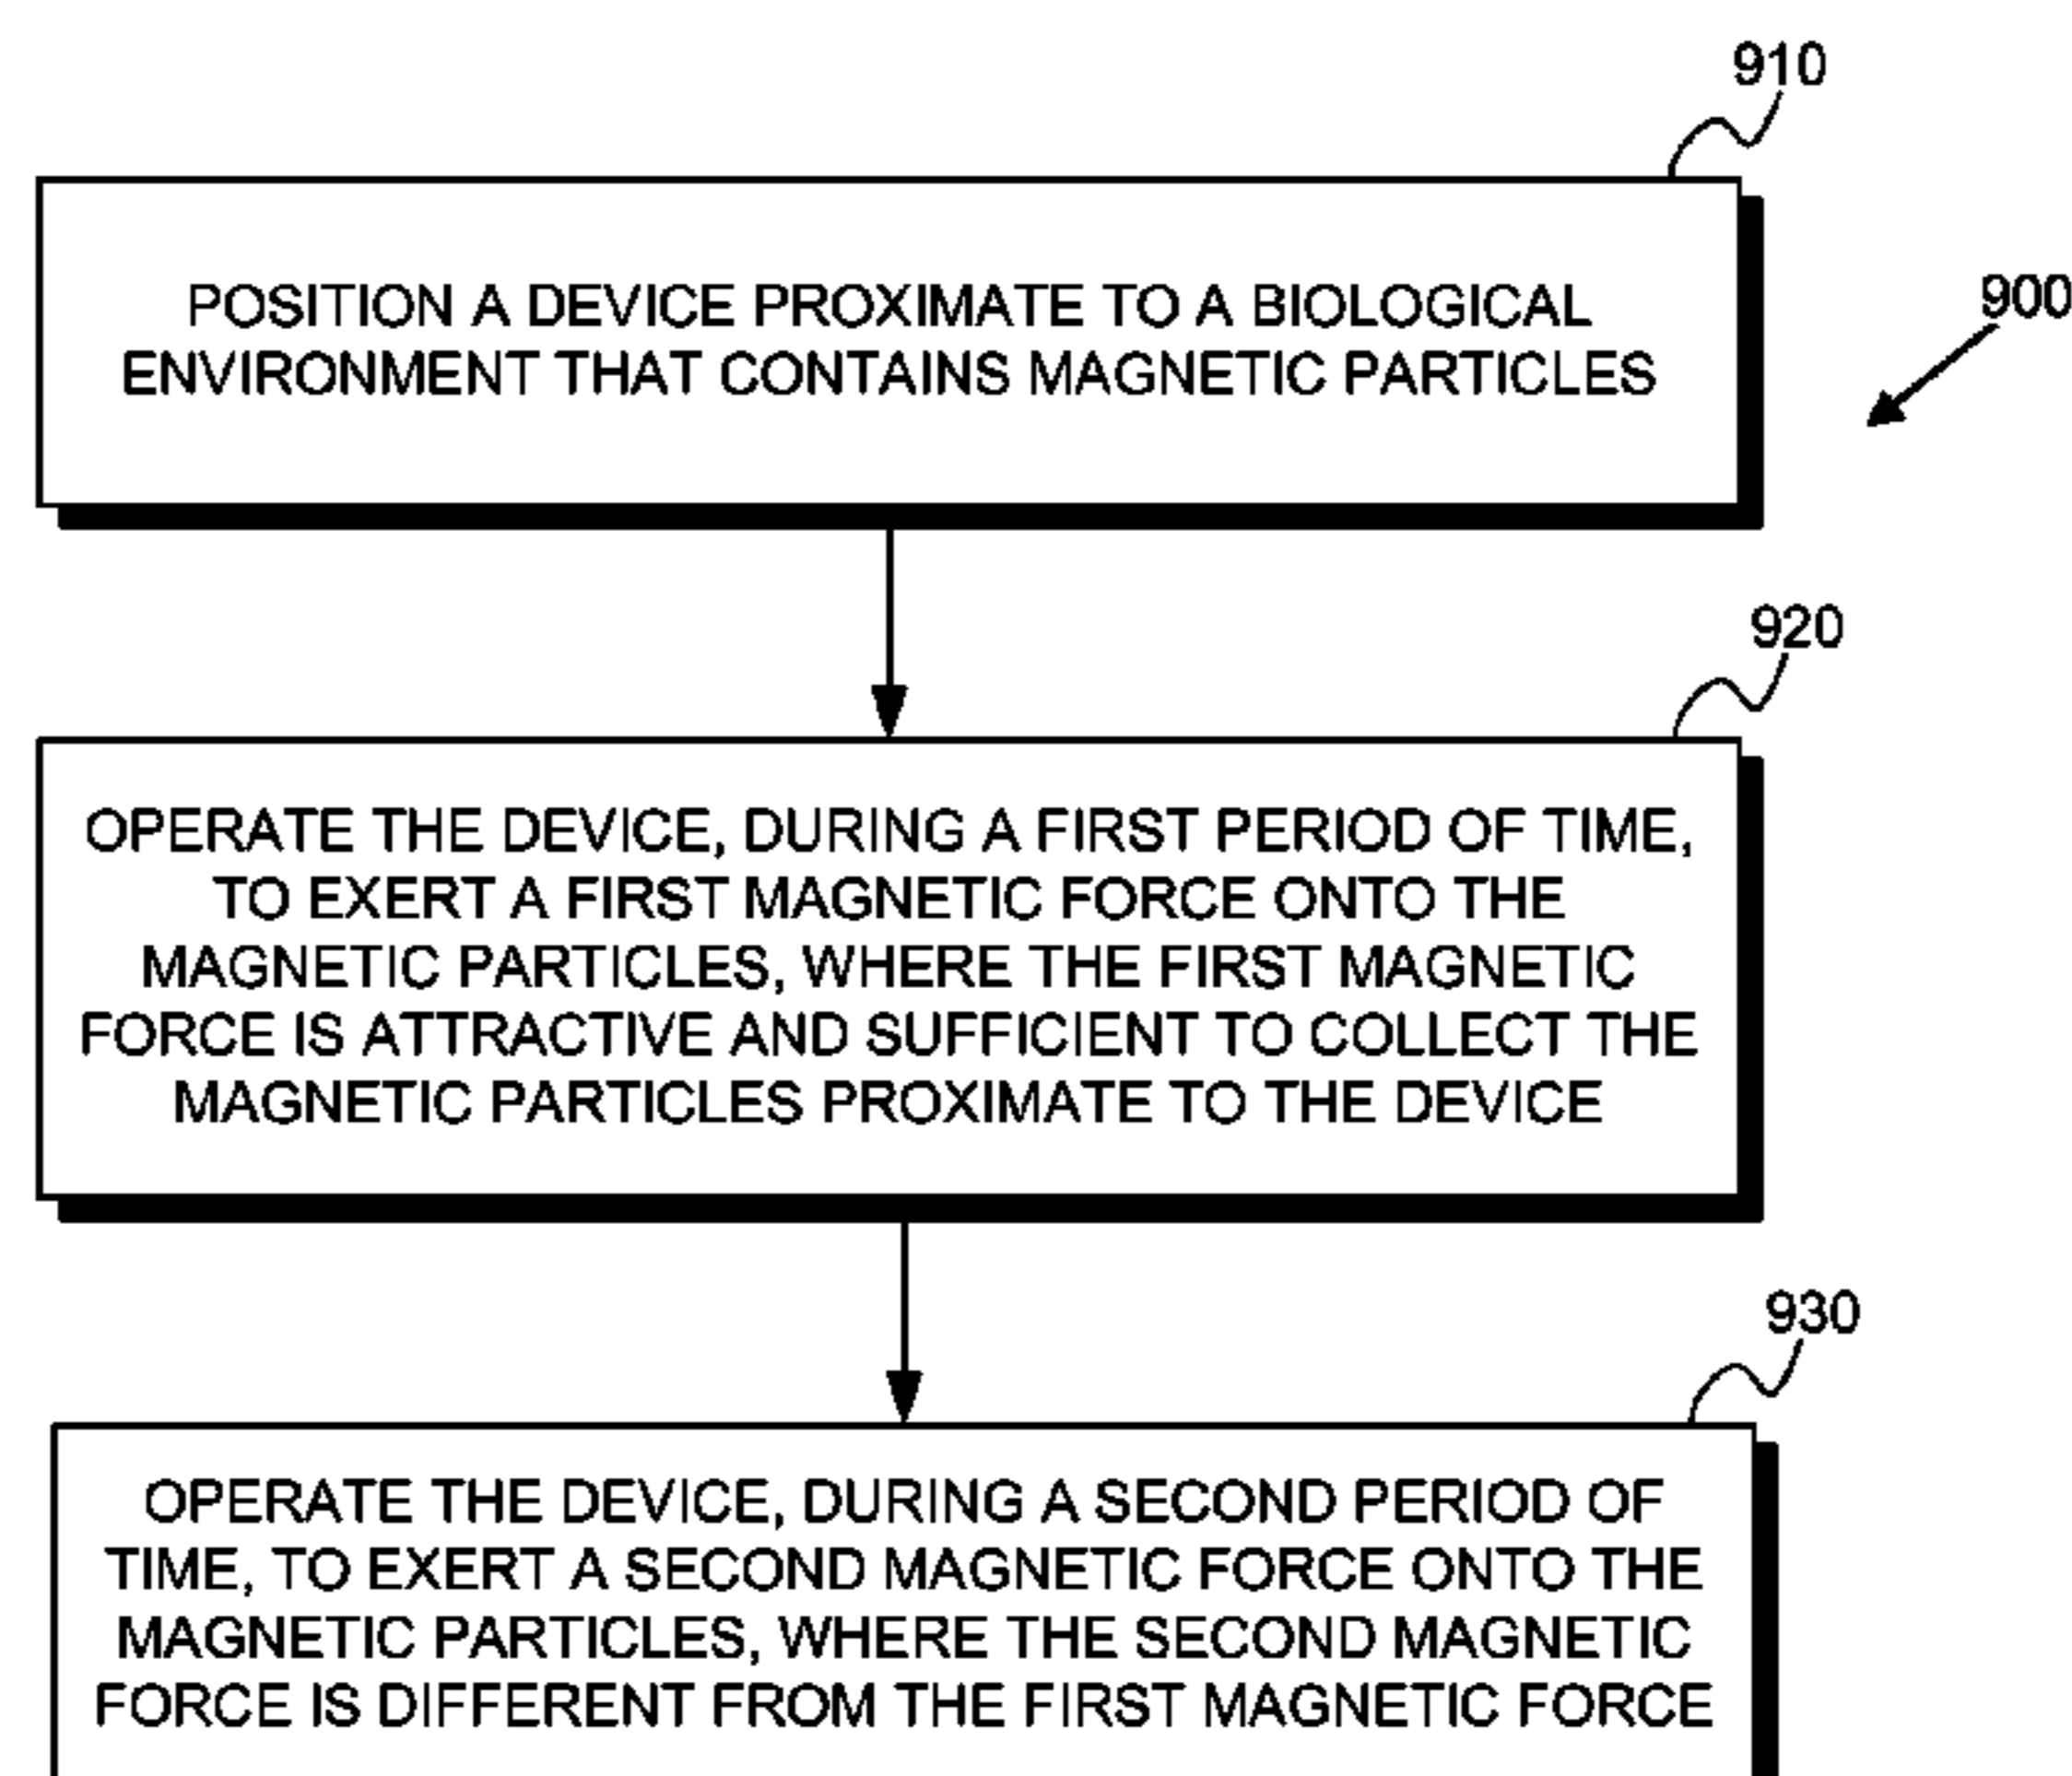 910
POSITION A DEVICE PROXIMATE TO A BIOLOGICAL
ENVIRONMENT THAT CONTAINS MAGNETIC PARTICLES
900
920
OPERATE THE DEVICE, DURING A FIRST PERIOD OF TIME,
TO EXERT A FIRST MAGNETIC FORCE ONTO THE
MAGNETIC PARTICLES, WHERE THE FIRST MAGNETIC
FORCE IS ATTRACTIVE AND SUFFICIENT TO COLLECT THE
MAGNETIC PARTICLES PROXIMATE TO THE DEVICE
930
OPERATE THE DEVICE, DURING A SECOND PERIOD OF
TIME, TO EXERT A SECOND MAGNETIC FORCE ONTO THE
MAGNETIC PARTICLES, WHERE THE SECOND MAGNETIC
FORCE IS DIFFERENT FROM THE FIRST MAGNETIC FORCE